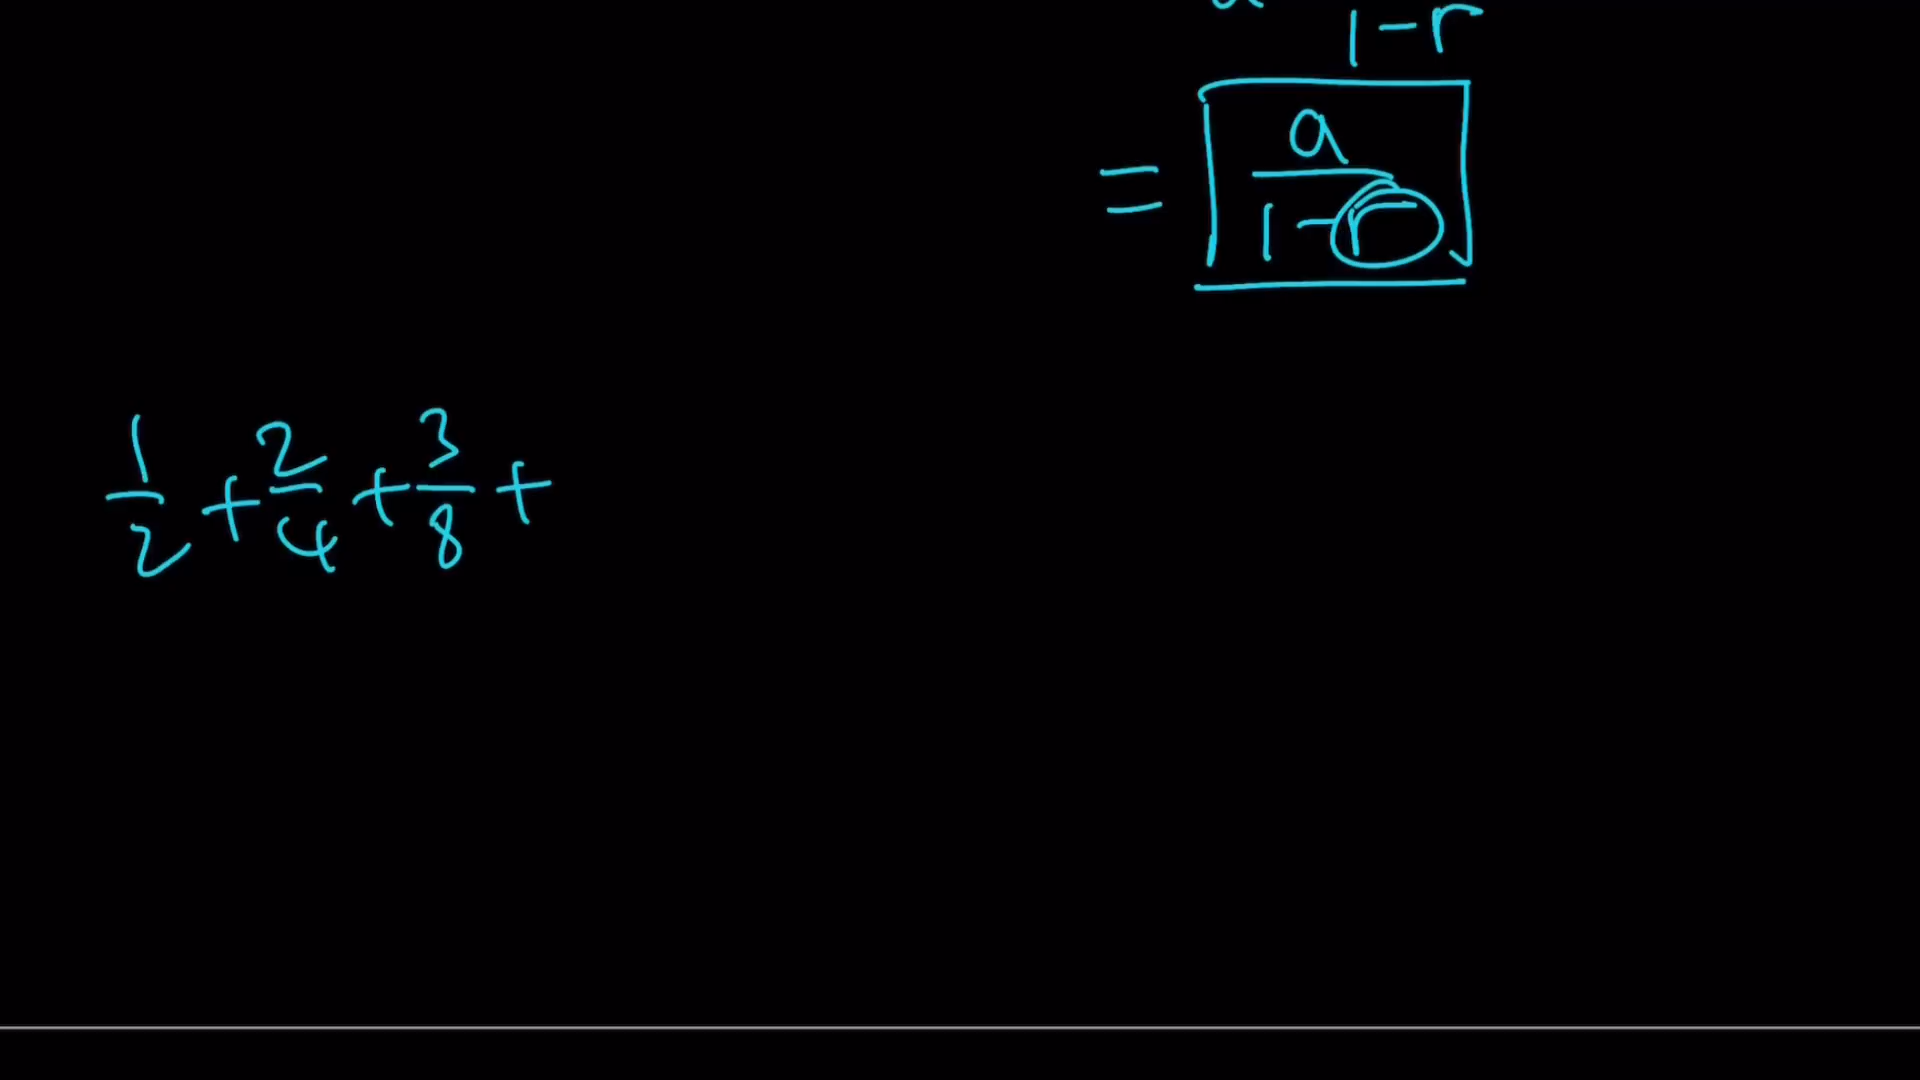 1-r
= a/(1-r)
1/2 + 2/4 + 3/8 +